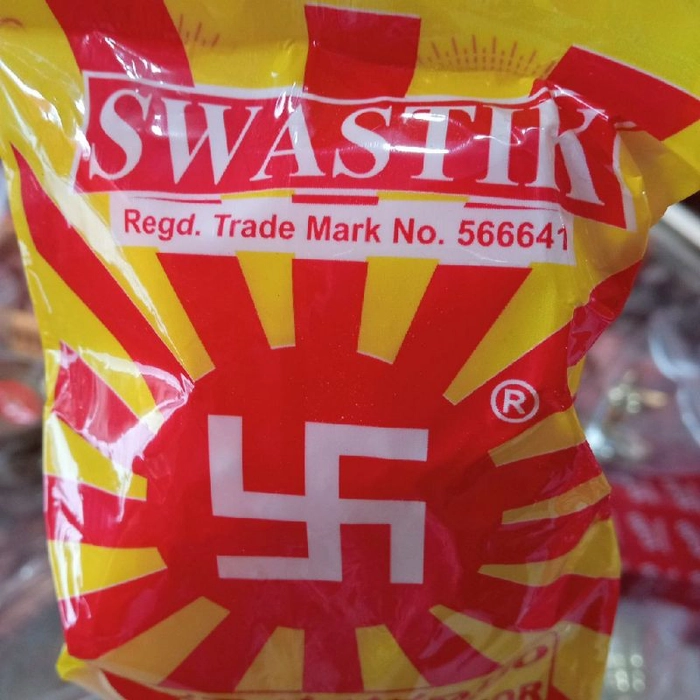 SWASTIK
Regd. Trade Mark No. 566641
®